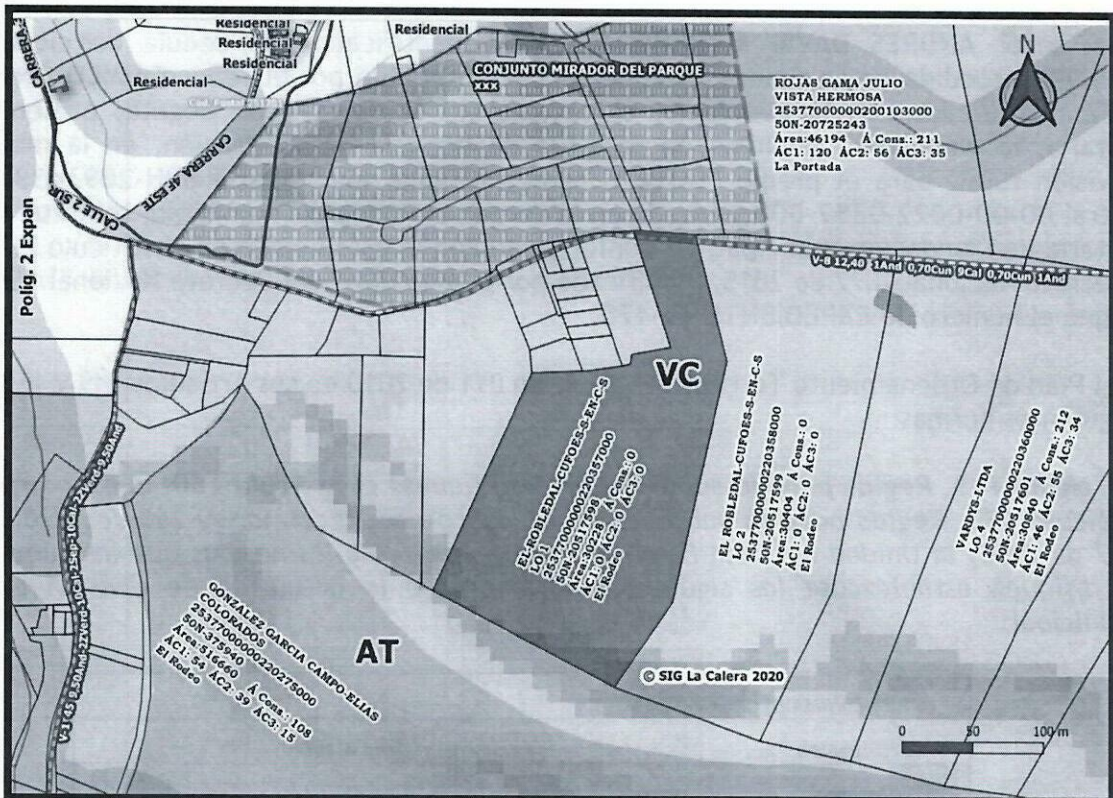 Residencial
Residencial
Residencial
Residencial
Residencial
CARRERA
CONJUNTO MIRADOR DEL PARQUE
xxx
ROJAS GAMA JULIO
VISTA HERMOSA
253770000000200103000
50N-20725243
Área:46194 Á Cons.: 211
ÁC1: 120 ÁC2: 56 ÁC3: 35
La Portada
N
CARRERA 4F ESTE
CALLE 2 SUR
Polig. 2 Expan
V-8 12,40 1And 0,70Cun 9Cal 0,70Cun 1And
VC
EL ROBLEDAL-CUFOES-S-EN-C-S
LO 1
253770000000220357000
50N-20517598
Área:30228 Á Cons.: 0
ÁC1: 0 ÁC2: 0 ÁC3: 0
El Rodeo
EL ROBLEDAL-CUFOES-S-EN-C-S
LO 2
253770000000220358000
50N-20517599
Área:30404 Á Cons.: 0
ÁC1: 0 ÁC2: 0 ÁC3: 0
El Rodeo
VARDYS-LTDA
LO 4
253770000000220360000
50N-20517601
Área:30840 Á Cons.: 212
ÁC1: 46 ÁC2: 55 ÁC3: 34
El Rodeo
GONZALEZ GARCIA CAMPO-ELIAS
COLORADOS
253770000000220275000
50N-375940
Área:516660 Á Cons.: 108
ÁC1: 54 ÁC2: 39 ÁC3: 15
El Rodeo
AT
© SIG La Calera 2020
0 50 100 m